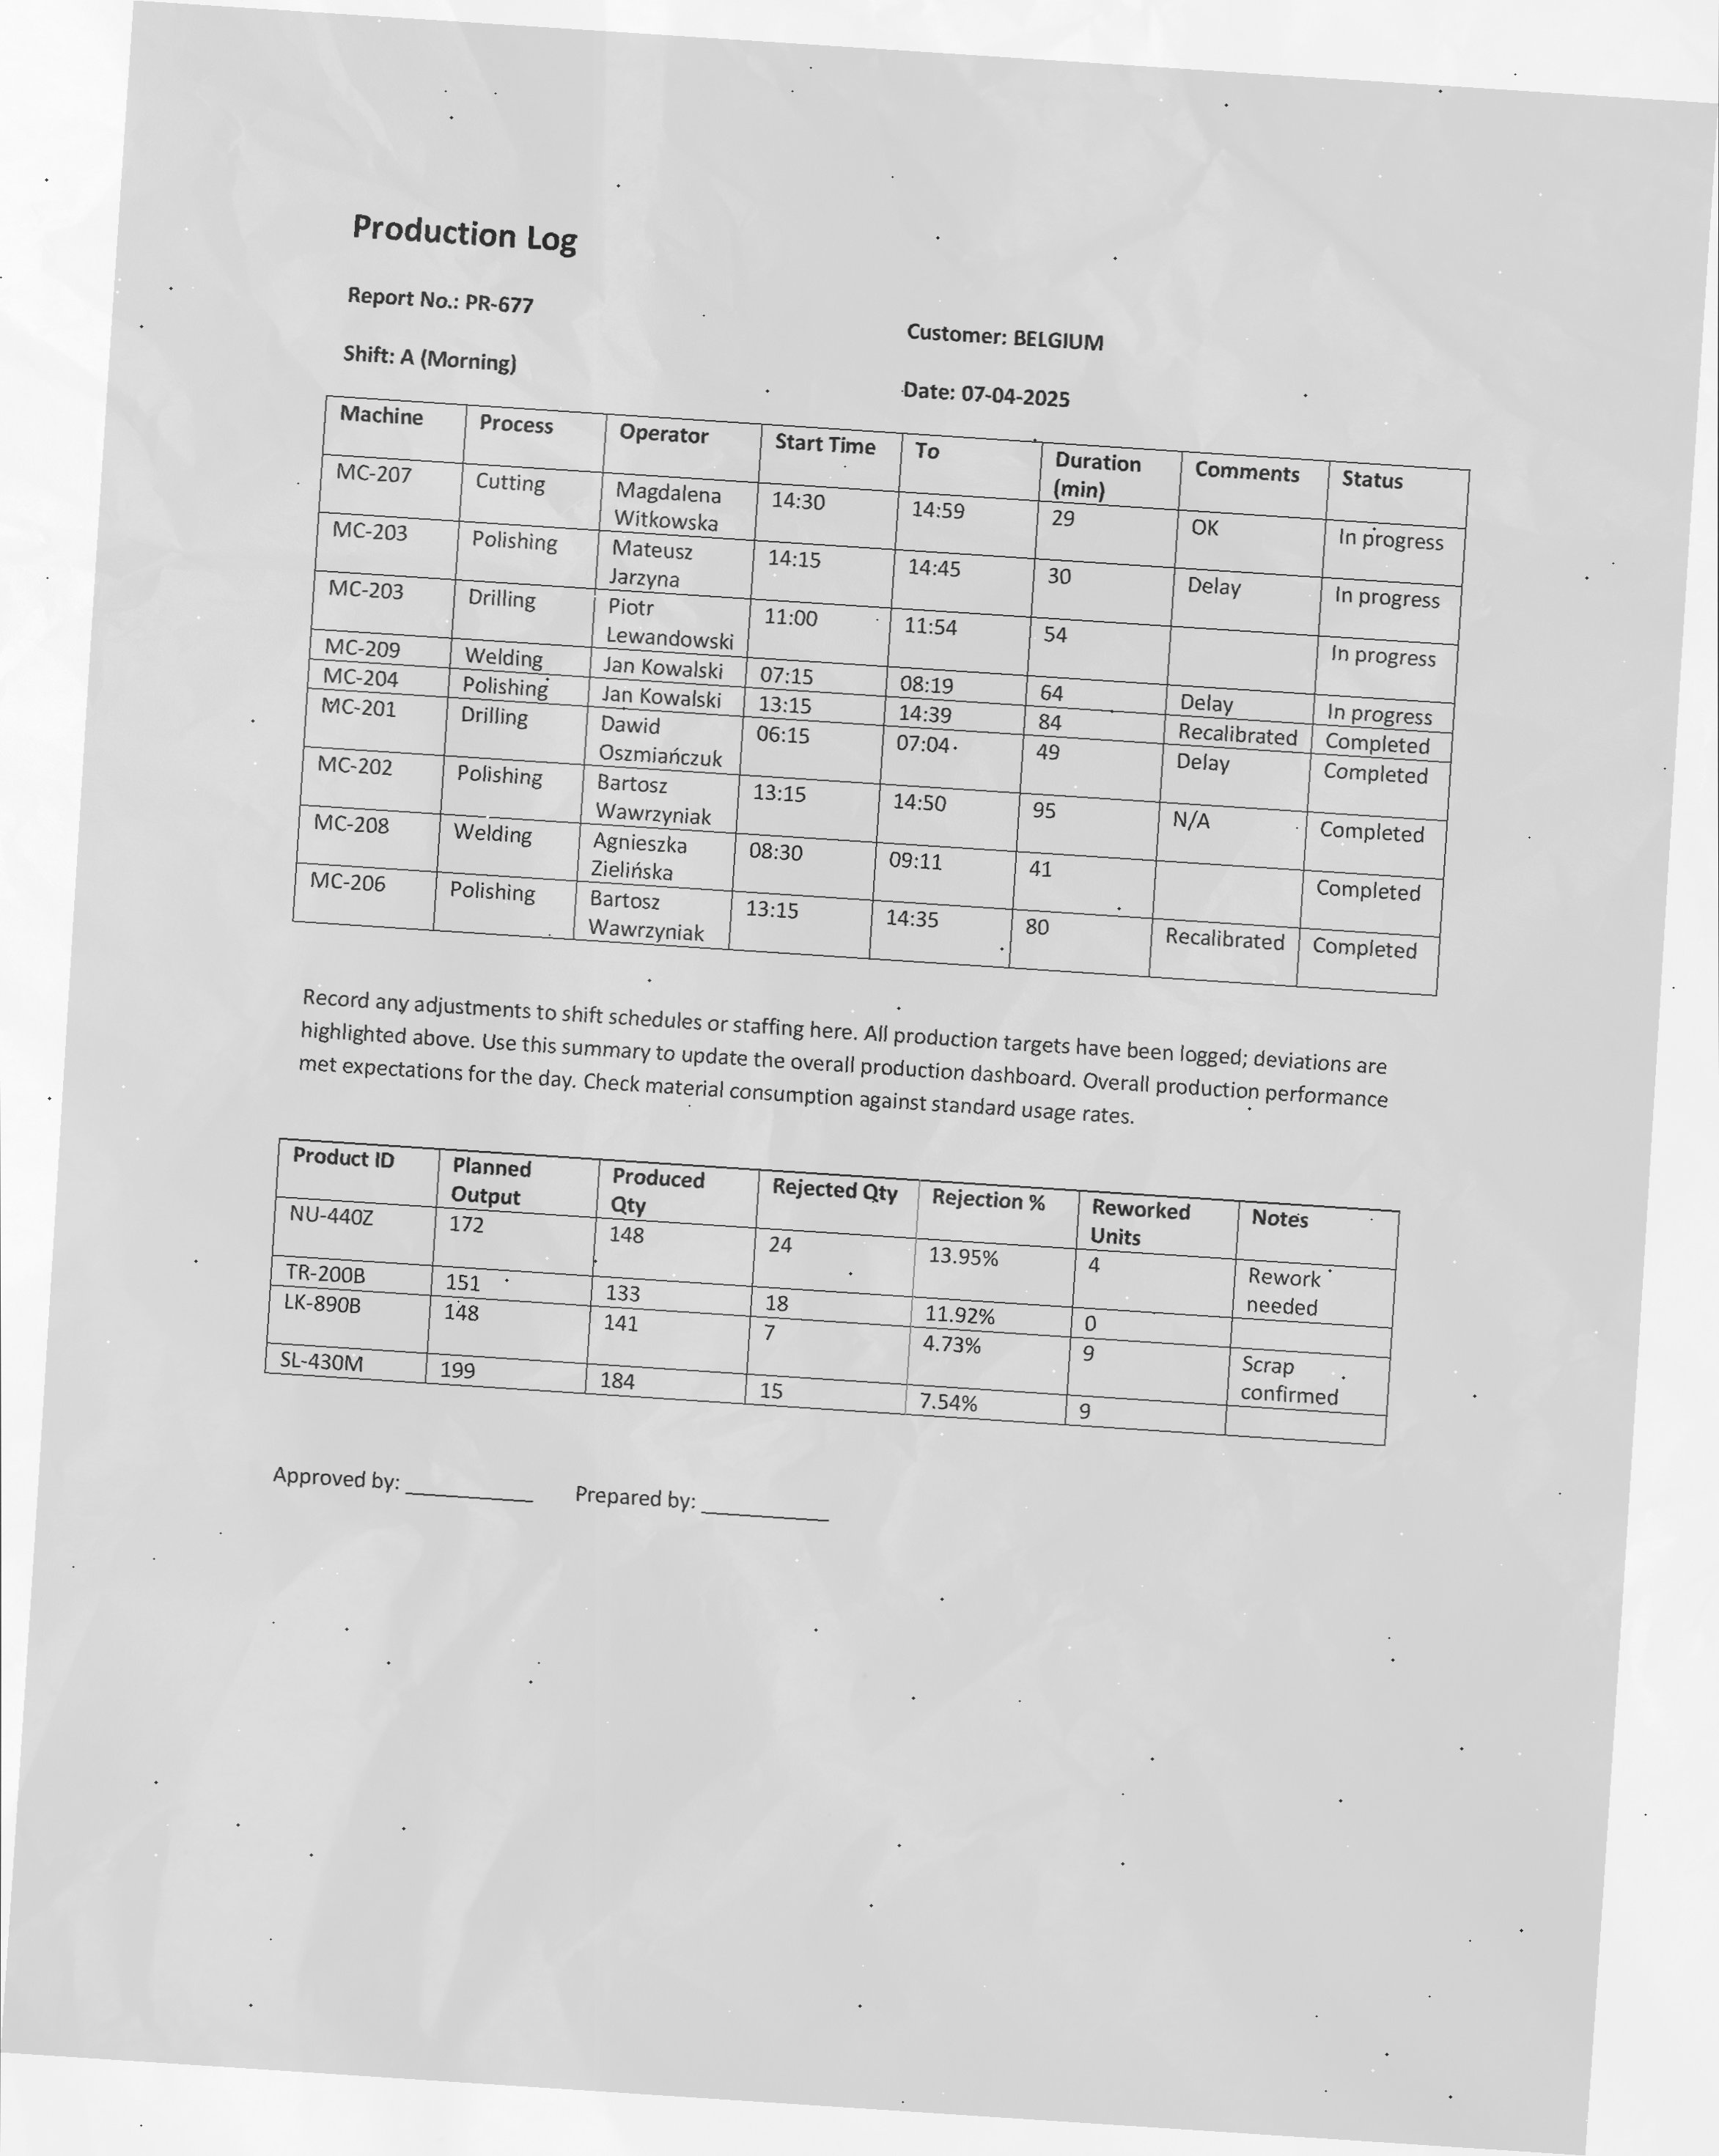 Production Log
Report No.: PR-677
Customer: BELGIUM
Shift: A (Morning)
Date: 07-04-2025
Machine Process Operator Start Time To Duration (min) Comments Status
MC-207 Cutting Magdalena Witkowska 14:30 14:59 29 OK In progress
MC-203 Polishing Mateusz Jarzyna 14:15 14:45 30 Delay In progress
MC-203 Drilling Piotr Lewandowski 11:00 11:54 54 In progress
MC-209 Welding Jan Kowalski 07:15 08:19 64 Delay In progress
MC-204 Polishing Jan Kowalski 13:15 14:39 84 Recalibrated Completed
MC-201 Drilling Dawid Oszmiańczuk 06:15 07:04 49 Delay Completed
MC-202 Polishing Bartosz Wawrzyniak 13:15 14:50 95 N/A Completed
MC-208 Welding Agnieszka Zielińska 08:30 09:11 41 Completed
MC-206 Polishing Bartosz Wawrzyniak 13:15 14:35 80 Recalibrated Completed
Record any adjustments to shift schedules or staffing here. All production targets have been logged; deviations are
highlighted above. Use this summary to update the overall production dashboard. Overall production performance
met expectations for the day. Check material consumption against standard usage rates.
Product ID Planned Output Produced Qty Rejected Qty Rejection % Reworked Units Notes
NU-440Z 172 148 24 13.95% 4 Rework needed
TR-200B 151 133 18 11.92% 0
LK-890B 148 141 7 4.73% 9 Scrap confirmed
SL-430M 199 184 15 7.54% 9
Approved by: ____________ Prepared by: ____________